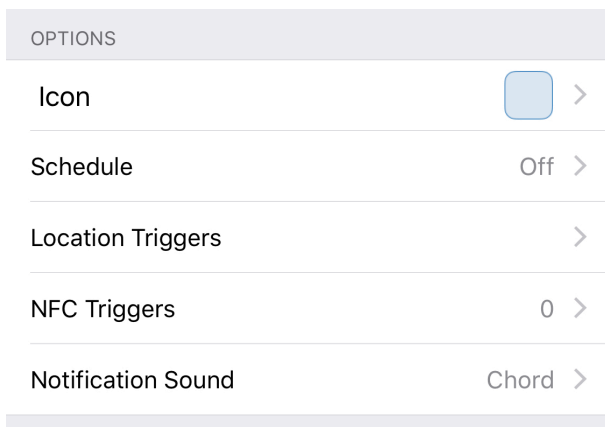 OPTIONS
Icon
Schedule Off
Location Triggers
NFC Triggers 0
Notification Sound Chord